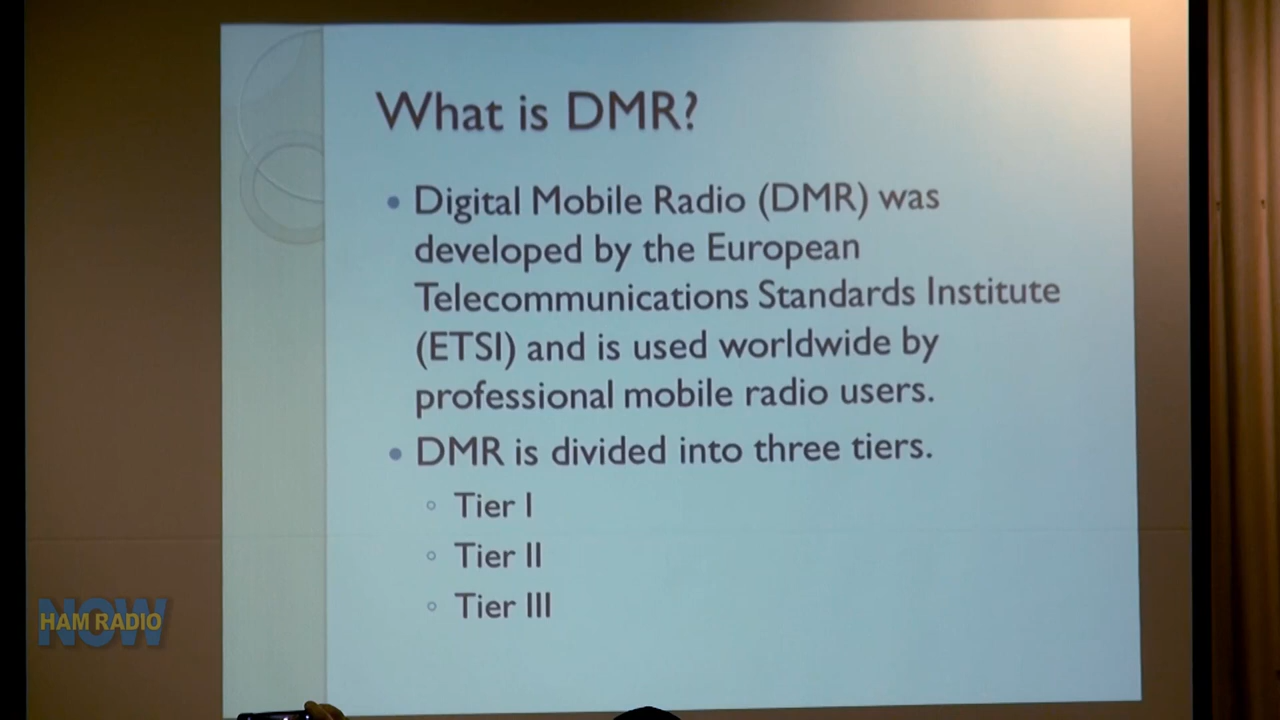 What is DMR?
Digital Mobile Radio (DMR) was
developed by the European
Telecommunications Standards Institute
(ETSI) and is used worldwide by
professional mobile radio users.
DMR is divided into three tiers.
Tier I
Tier II
Tier III
HAM RADIO
NOW